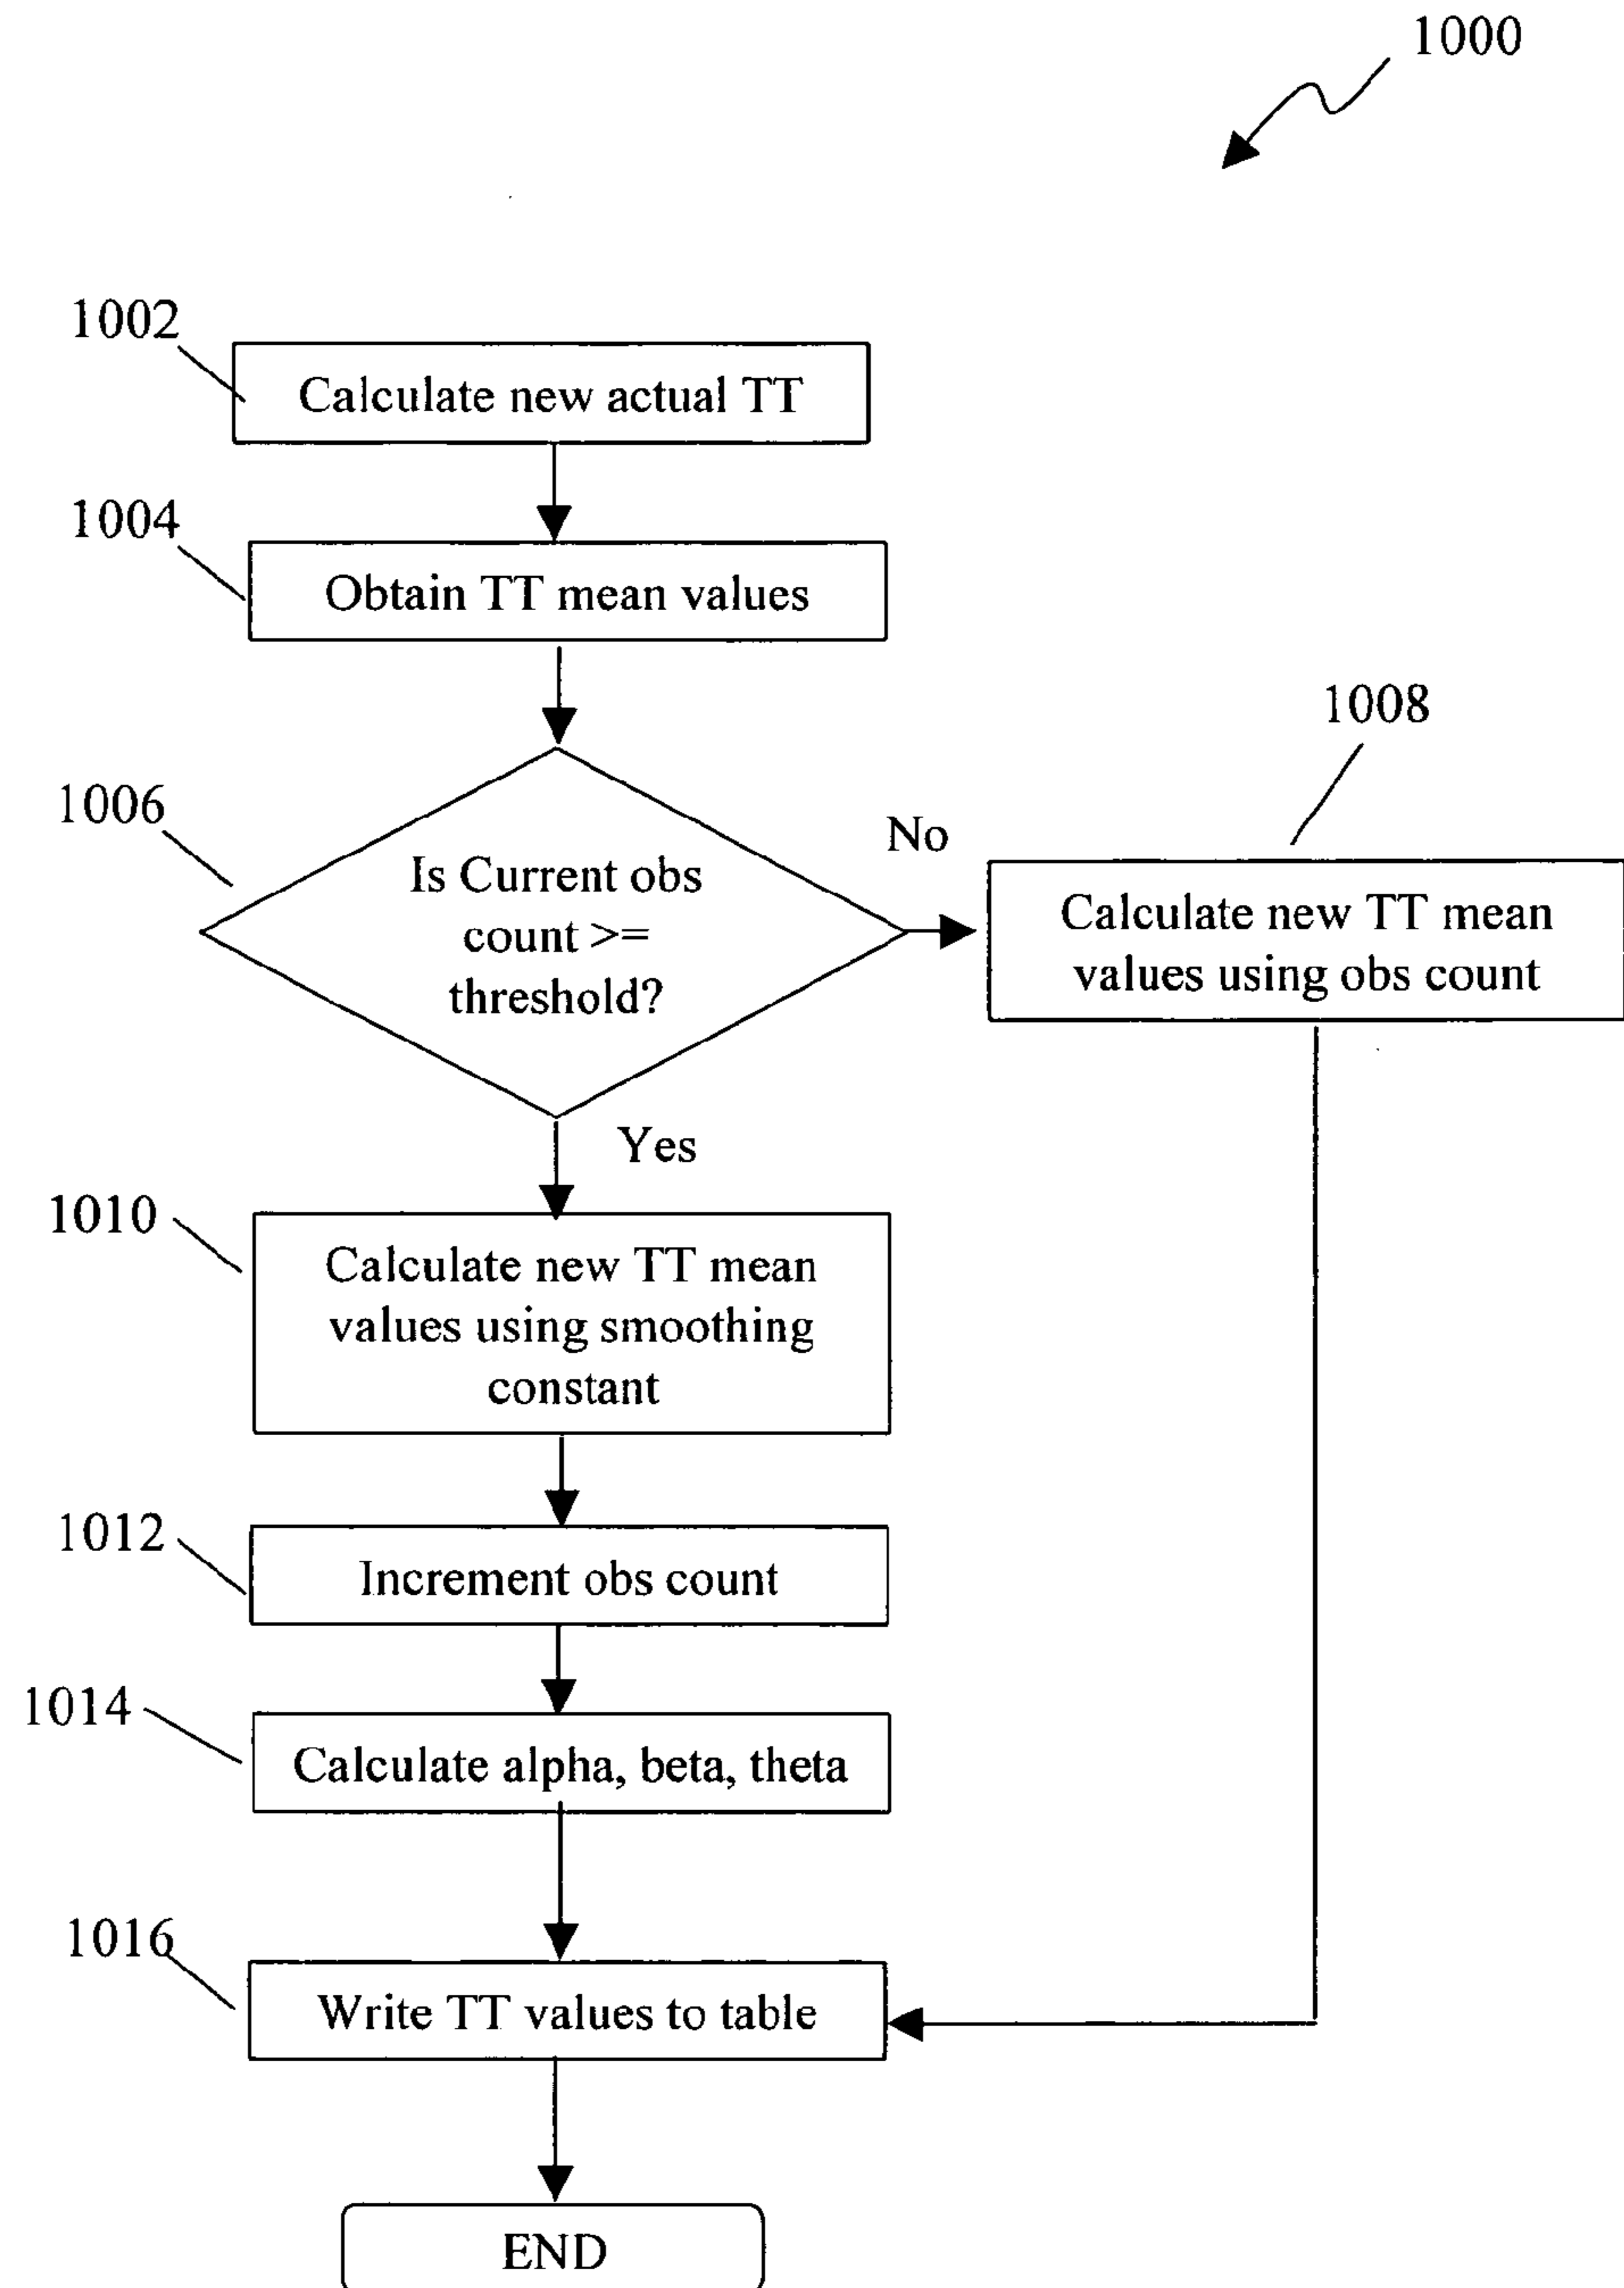 1000
1002
Calculate new actual TT
1004
Obtain TT mean values
1006
Is Current obs
count >=
threshold?
No
1008
Calculate new TT mean
values using obs count
Yes
1010
Calculate new TT mean
values using smoothing
constant
1012
Increment obs count
1014
Calculate alpha, beta, theta
1016
Write TT values to table
END